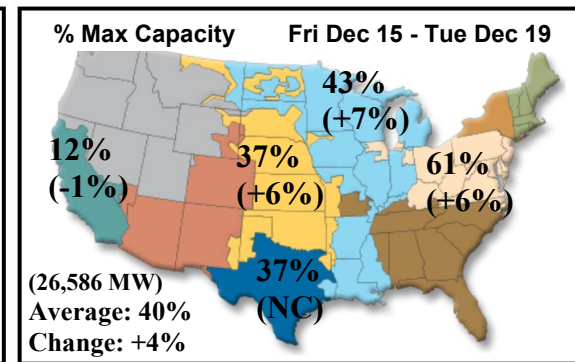 % Max Capacity Fri Dec 15 - Tue Dec 19
43%
(+7%)
12%
(-1%)
37%
(+6%)
61%
(+6%)
37%
(NC)
(26,586 MW)
Average: 40%
Change: +4%